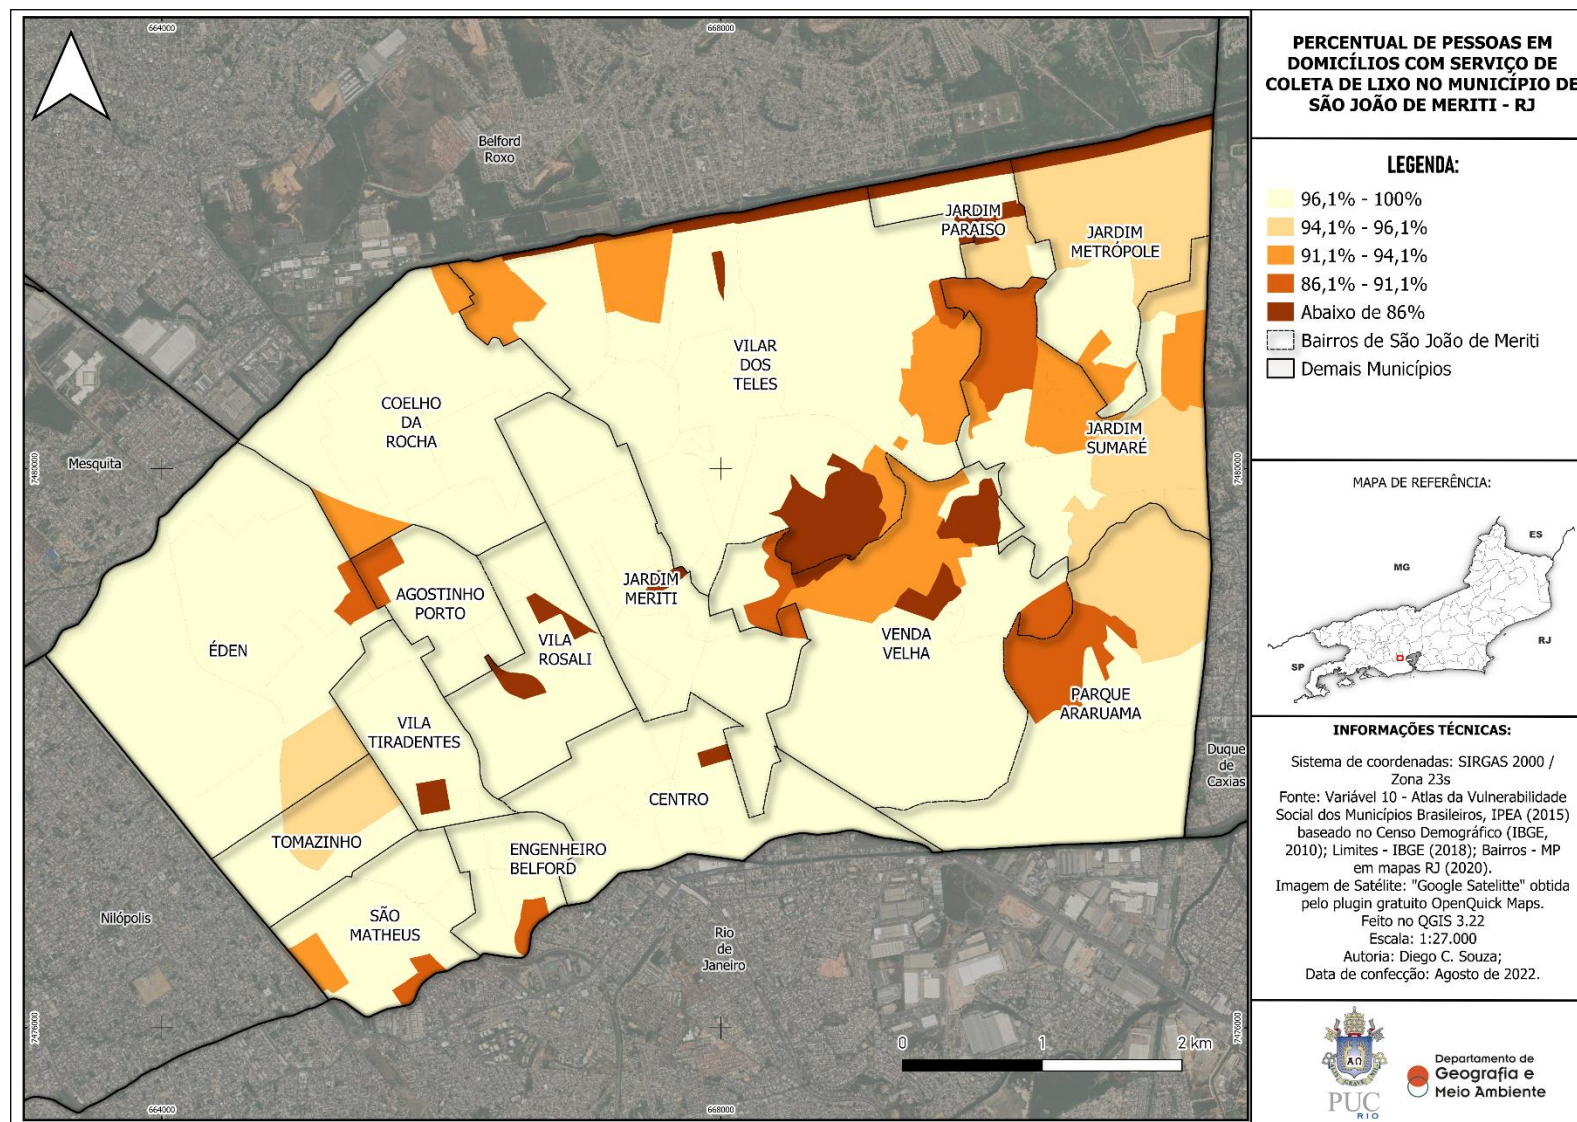 PERCENTUAL DE PESSOAS EM
DOMICÍLIOS COM SERVIÇO DE
COLETA DE LIXO NO MUNICÍPIO DE
SÃO JOÃO DE MERITI - RJ
LEGENDA:
96,1% - 100%
94,1% - 96,1%
91,1% - 94,1%
86,1% - 91,1%
Abaixo de 86%
Bairros de São João de Meriti
Demais Municípios
MAPA DE REFERÊNCIA:
ES
MG
RJ
SP
INFORMAÇÕES TÉCNICAS:
Sistema de coordenadas: SIRGAS 2000 /
Zona 23s
Fonte: Variável 10 - Atlas da Vulnerabilidade
Social dos Municípios Brasileiros, IPEA (2015)
baseado no Censo Demográfico (IBGE,
2010); Limites - IBGE (2018); Bairros - MP
em mapas RJ (2020).
Imagem de Satélite: "Google Satelitte" obtida
pelo plugin gratuito OpenQuick Maps.
Feito no QGIS 3.22
Escala: 1:27.000
Autoria: Diego C. Souza;
Data de confecção: Agosto de 2022.
PUC
RIO
Departamento de
Geografia e
Meio Ambiente
664000
668000
Belford
Roxo
JARDIM
PARAISO
JARDIM
METRÓPOLE
VILAR
DOS
TELES
COELHO
DA
ROCHA
JARDIM
SUMARÉ
Mesquita
7480000
7480000
JARDIM
MERITI
AGOSTINHO
PORTO
VILA
ROSALI
ÉDEN
VENDA
VELHA
PARQUE
ARARUAMA
VILA
TIRADENTES
Duque
de
Caxias
CENTRO
TOMAZINHO
ENGENHEIRO
BELFORD
SÃO
MATHEUS
Nilópolis
Rio
de
Janeiro
7476000
7476000
0
1
2 km
664000
668000